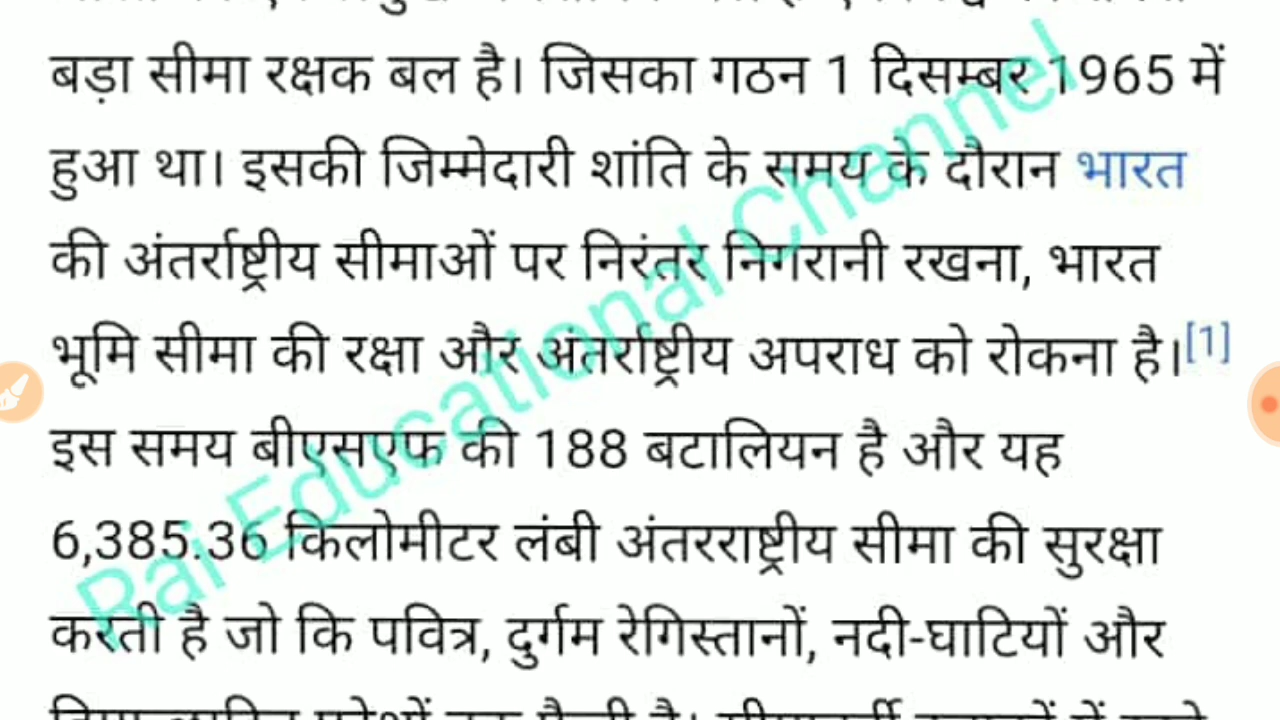 बड़ा सीमा रक्षक बल है। जिसका गठन 1 दिसम्बर 1965 में
हुआ था। इसकी जिम्मेदारी शांति के समय के दौरान भारत
की अंतर्राष्ट्रीय सीमाओं पर निरंतर निगरानी रखना, भारत
भूमि सीमा की रक्षा और अंतर्राष्ट्रीय अपराध को रोकना है।[1]
इस समय बीएसएफ की 188 बटालियन है और यह
6,385.36 किलोमीटर लंबी अंतरराष्ट्रीय सीमा की सुरक्षा
करती है जो कि पवित्र, दुर्गम रेगिस्तानों, नदी-घाटियों और
Rai Educational Channel